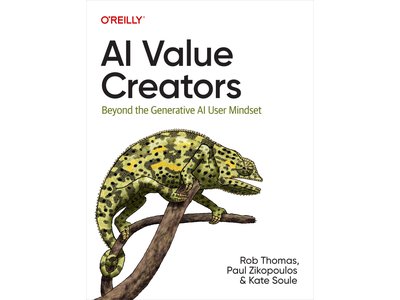 O'REILLY®
AI Value
Creators
Beyond the Generative AI User Mindset
Rob Thomas,
Paul Zikopoulos
& Kate Soule